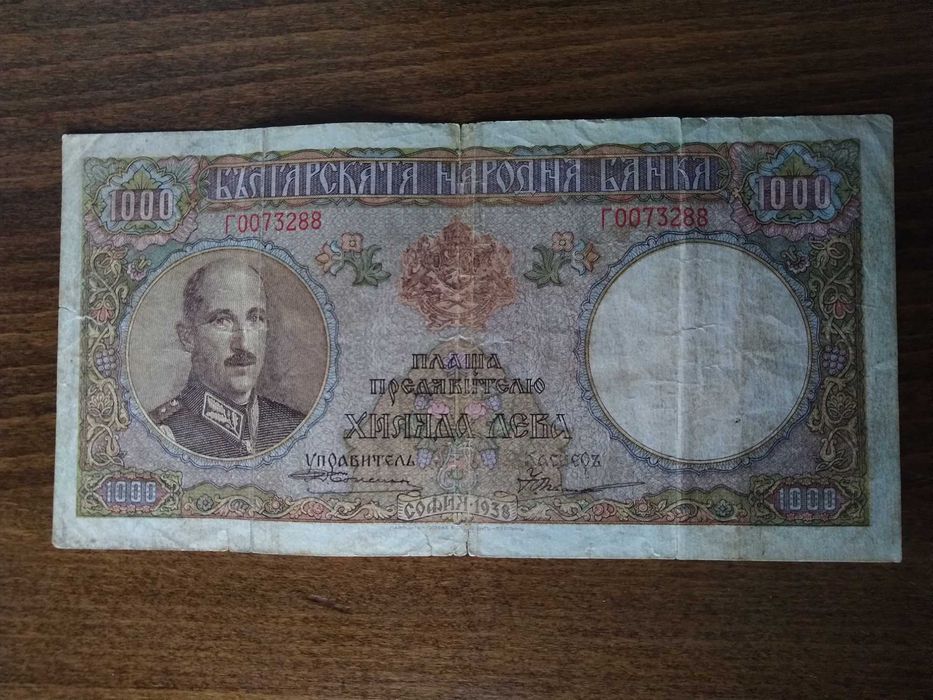 БЪЛГАРСКАТА НАРОДНА БАНКА
1000 1000
Г0073288 Г0073288
ПЛАЩА
ПРЕДЯВИТЕЛЮ
ХИЛЯДА ЛЕВА
УПРАВИТЕЛЬ КАСИЕРЪ
1000 СОФИЯ·1938 1000